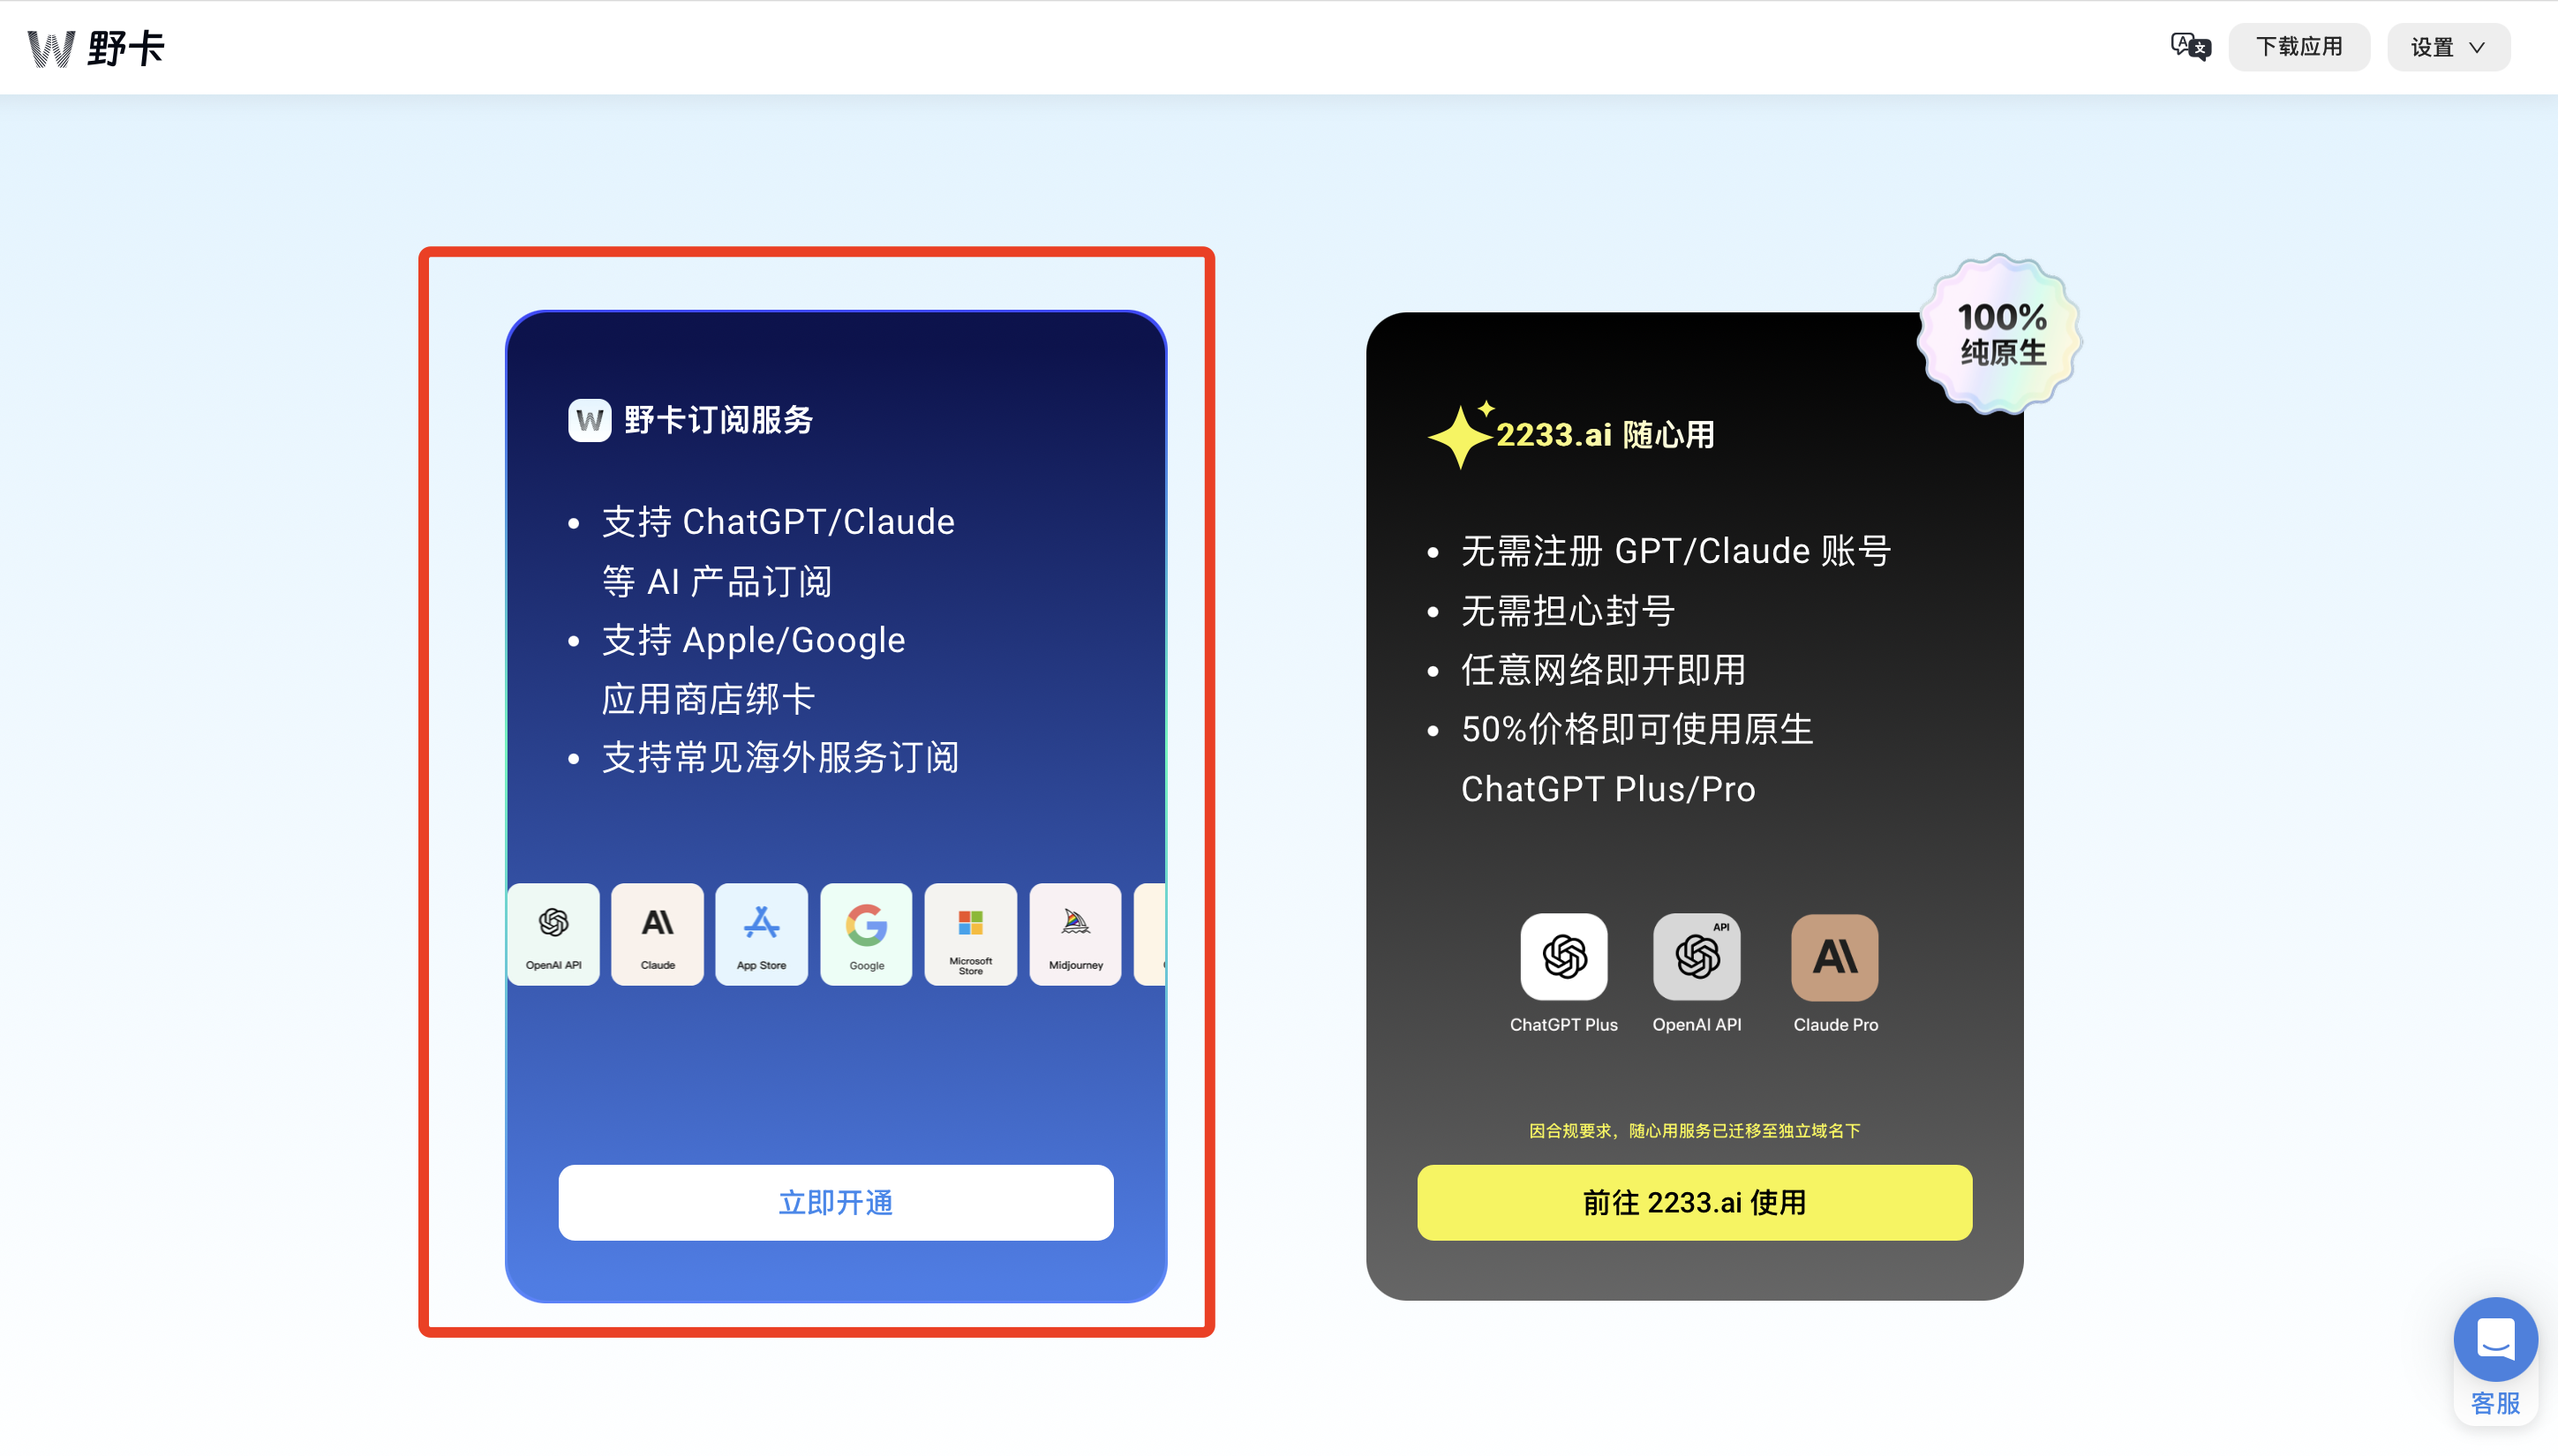 W 野卡
下载应用
设置
野卡订阅服务
支持 ChatGPT/Claude
等 AI 产品订阅
支持 Apple/Google
应用商店绑卡
支持常见海外服务订阅
OpenAI API
Claude
App Store
Google
Microsoft
Store
Midjourney
立即开通
100%
纯原生
2233.ai 随心用
无需注册 GPT/Claude 账号
无需担心封号
任意网络即开即用
50%价格即可使用原生
ChatGPT Plus/Pro
API
ChatGPT Plus
OpenAI API
Claude Pro
因合规要求，随心用服务已迁移至独立域名下
前往 2233.ai 使用
客服